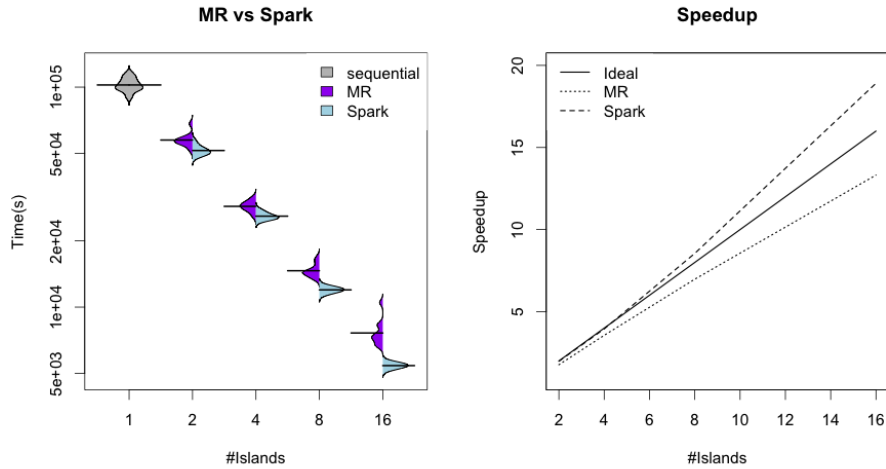 MR vs Spark
sequential
MR
Spark
1e+05
5e+04
2e+04
1e+04
5e+03
Time(s)
1 2 4 8 16
#Islands
Speedup
Ideal
MR
Spark
20
15
10
5
Speedup
2 4 6 8 10 12 14 16
#Islands